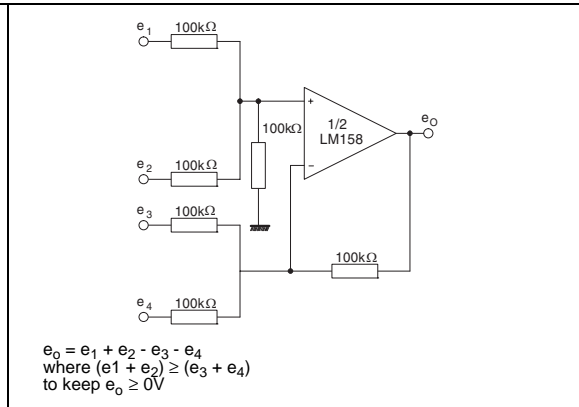 e1
100kΩ
e2
100kΩ
100kΩ
+
1/2
LM158
-
eO
e3
100kΩ
100kΩ
e4
100kΩ
eo = e1 + e2 - e3 - e4
where (e1 + e2) ≥ (e3 + e4)
to keep eo ≥ 0V